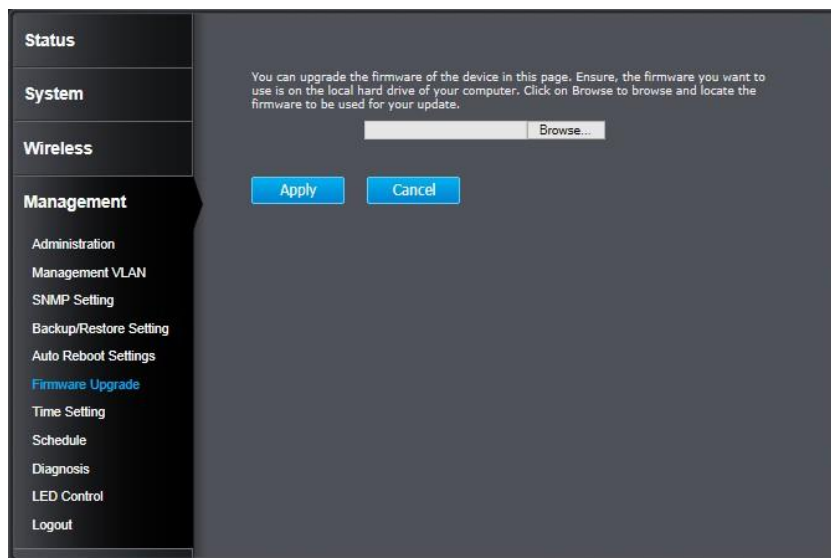 Status
System
Wireless
Management
Administration
Management VLAN
SNMP Setting
Backup/Restore Setting
Auto Reboot Settings
Firmware Upgrade
Time Setting
Schedule
Diagnosis
LED Control
Logout
You can upgrade the firmware of the device in this page. Ensure, the firmware you want to
use is on the local hard drive of your computer. Click on Browse to browse and locate the
firmware to be used for your update.
Browse...
Apply Cancel